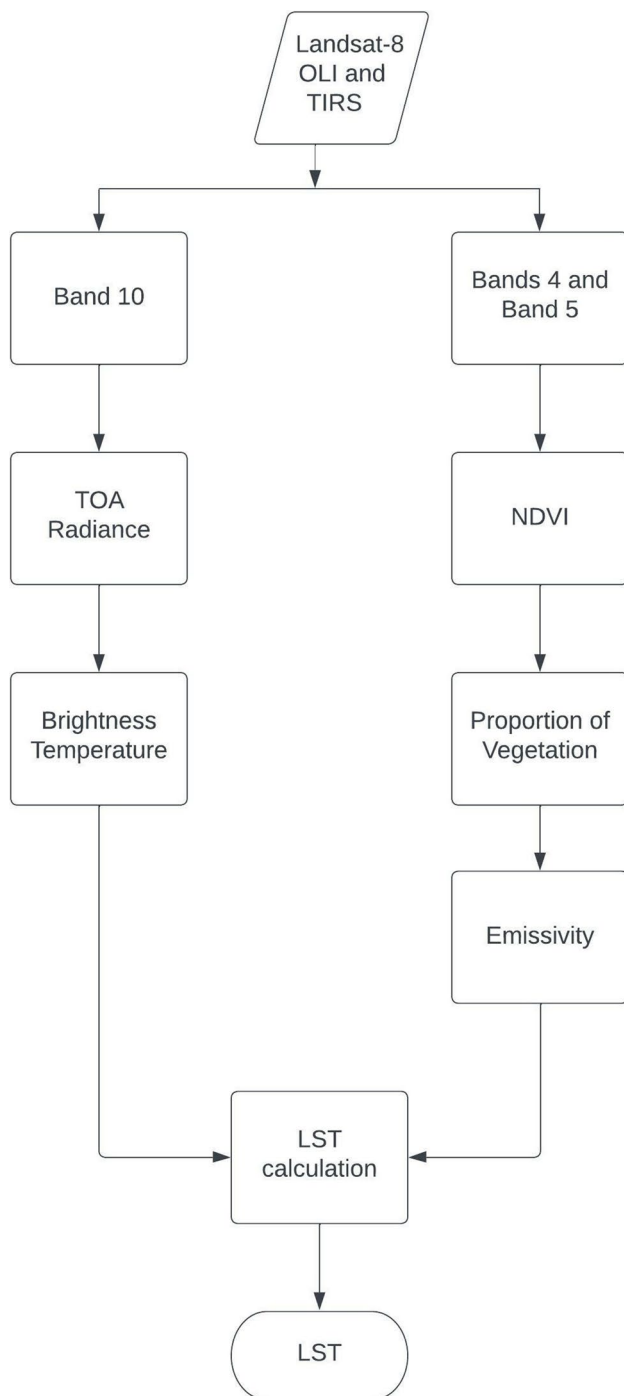 Landsat-8
OLI and
TIRS
Band 10
Bands 4 and
Band 5
TOA
Radiance
NDVI
Brightness
Temperature
Proportion of
Vegetation
Emissivity
LST
calculation
LST